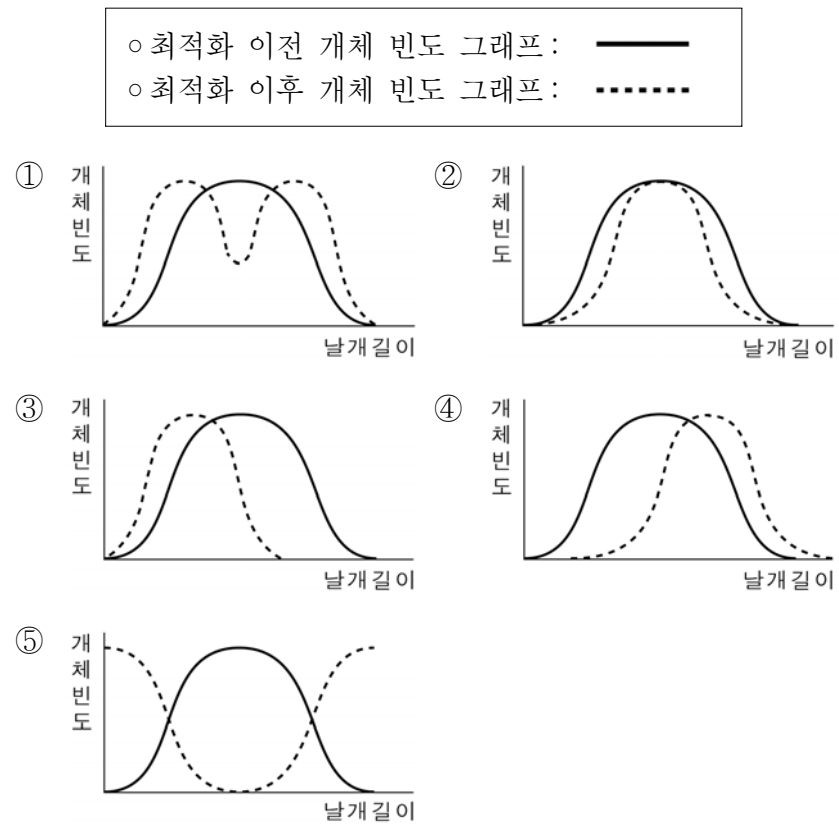 ○ 최적화 이전 개체 빈도 그래프 :
○ 최적화 이후 개체 빈도 그래프 :
① 개체빈도
날개길이
② 개체빈도
날개길이
③ 개체빈도
날개길이
④ 개체빈도
날개길이
⑤ 개체빈도
날개길이